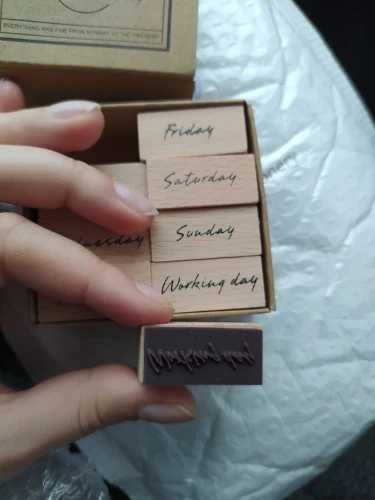 EVERYTHING WAS FINE FROM MONDAY TO THE PRESENT
Friday
Saturday
Sunday
Working day